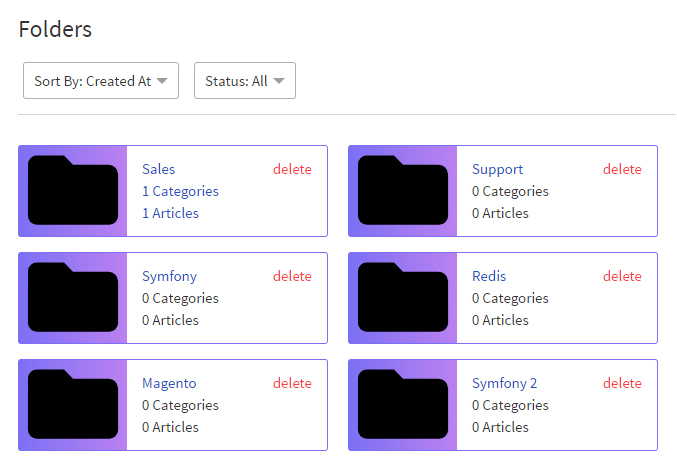 Folders
Sort By: Created At
Status: All
Sales
delete
1 Categories
1 Articles
Support
delete
0 Categories
0 Articles
Symfony
delete
0 Categories
0 Articles
Redis
delete
0 Categories
0 Articles
Magento
delete
0 Categories
0 Articles
Symfony 2
delete
0 Categories
0 Articles